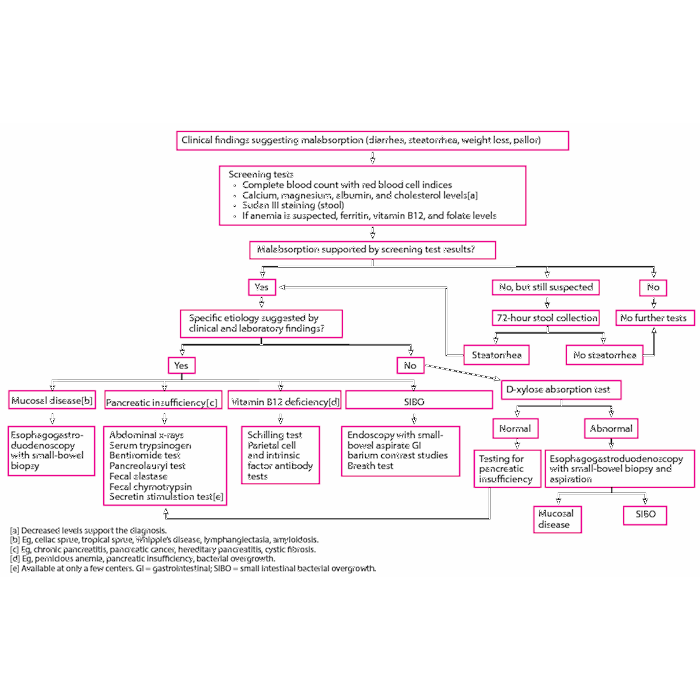 Clinical findings suggesting malabsorption (diarrhea, steatorrhea, weight loss, pallor)
Screening tests
◦ Complete blood count with red blood cell indices
◦ Calcium, magnesium, albumin, and cholesterol levels[a]
◦ Sudan III staining (stool)
◦ If anemia is suspected, ferritin, vitamin B12, and folate levels
Malabsorption supported by screening test results?
Yes
No, but still suspected
No
Specific etiology suggested by
clinical and laboratory findings?
72-hour stool collection
No further tests
Steatorrhea
No steatorrhea
Yes
No
D-xylose absorption test
Mucosal disease[b]
Pancreatic insufficiency[c]
Vitamin B12 deficiency[d]
SIBO
Normal
Abnormal
Esophagogastro-
duodenoscopy
with small-bowel
biopsy
Abdominal x-rays
Serum trypsinogen
Bentiromide test
Pancreolauryl test
Fecal elastase
Fecal chymotrypsin
Secretin stimulation test[e]
Schilling test
Parietal cell
and intrinsic
factor antibody
tests
Endoscopy with small-
bowel aspirate GI
barium contrast studies
Breath test
Testing for
pancreatic
insufficiency
Esophagogastroduodenoscopy
with small-bowel biopsy and
aspiration
Mucosal
disease
SIBO
[a] Decreased levels support the diagnosis.
[b] Eg, celiac sprue, tropical sprue, Whipple's disease, lymphangiectasia, amyloidosis.
[c] Eg, chronic pancreatitis, pancreatic cancer, hereditary pancreatitis, cystic fibrosis.
[d] Eg, pernicious anemia, pancreatic insufficiency, bacterial overgrowth.
[e] Available at only a few centers. GI = gastrointestinal; SIBO = small intestinal bacterial overgrowth.